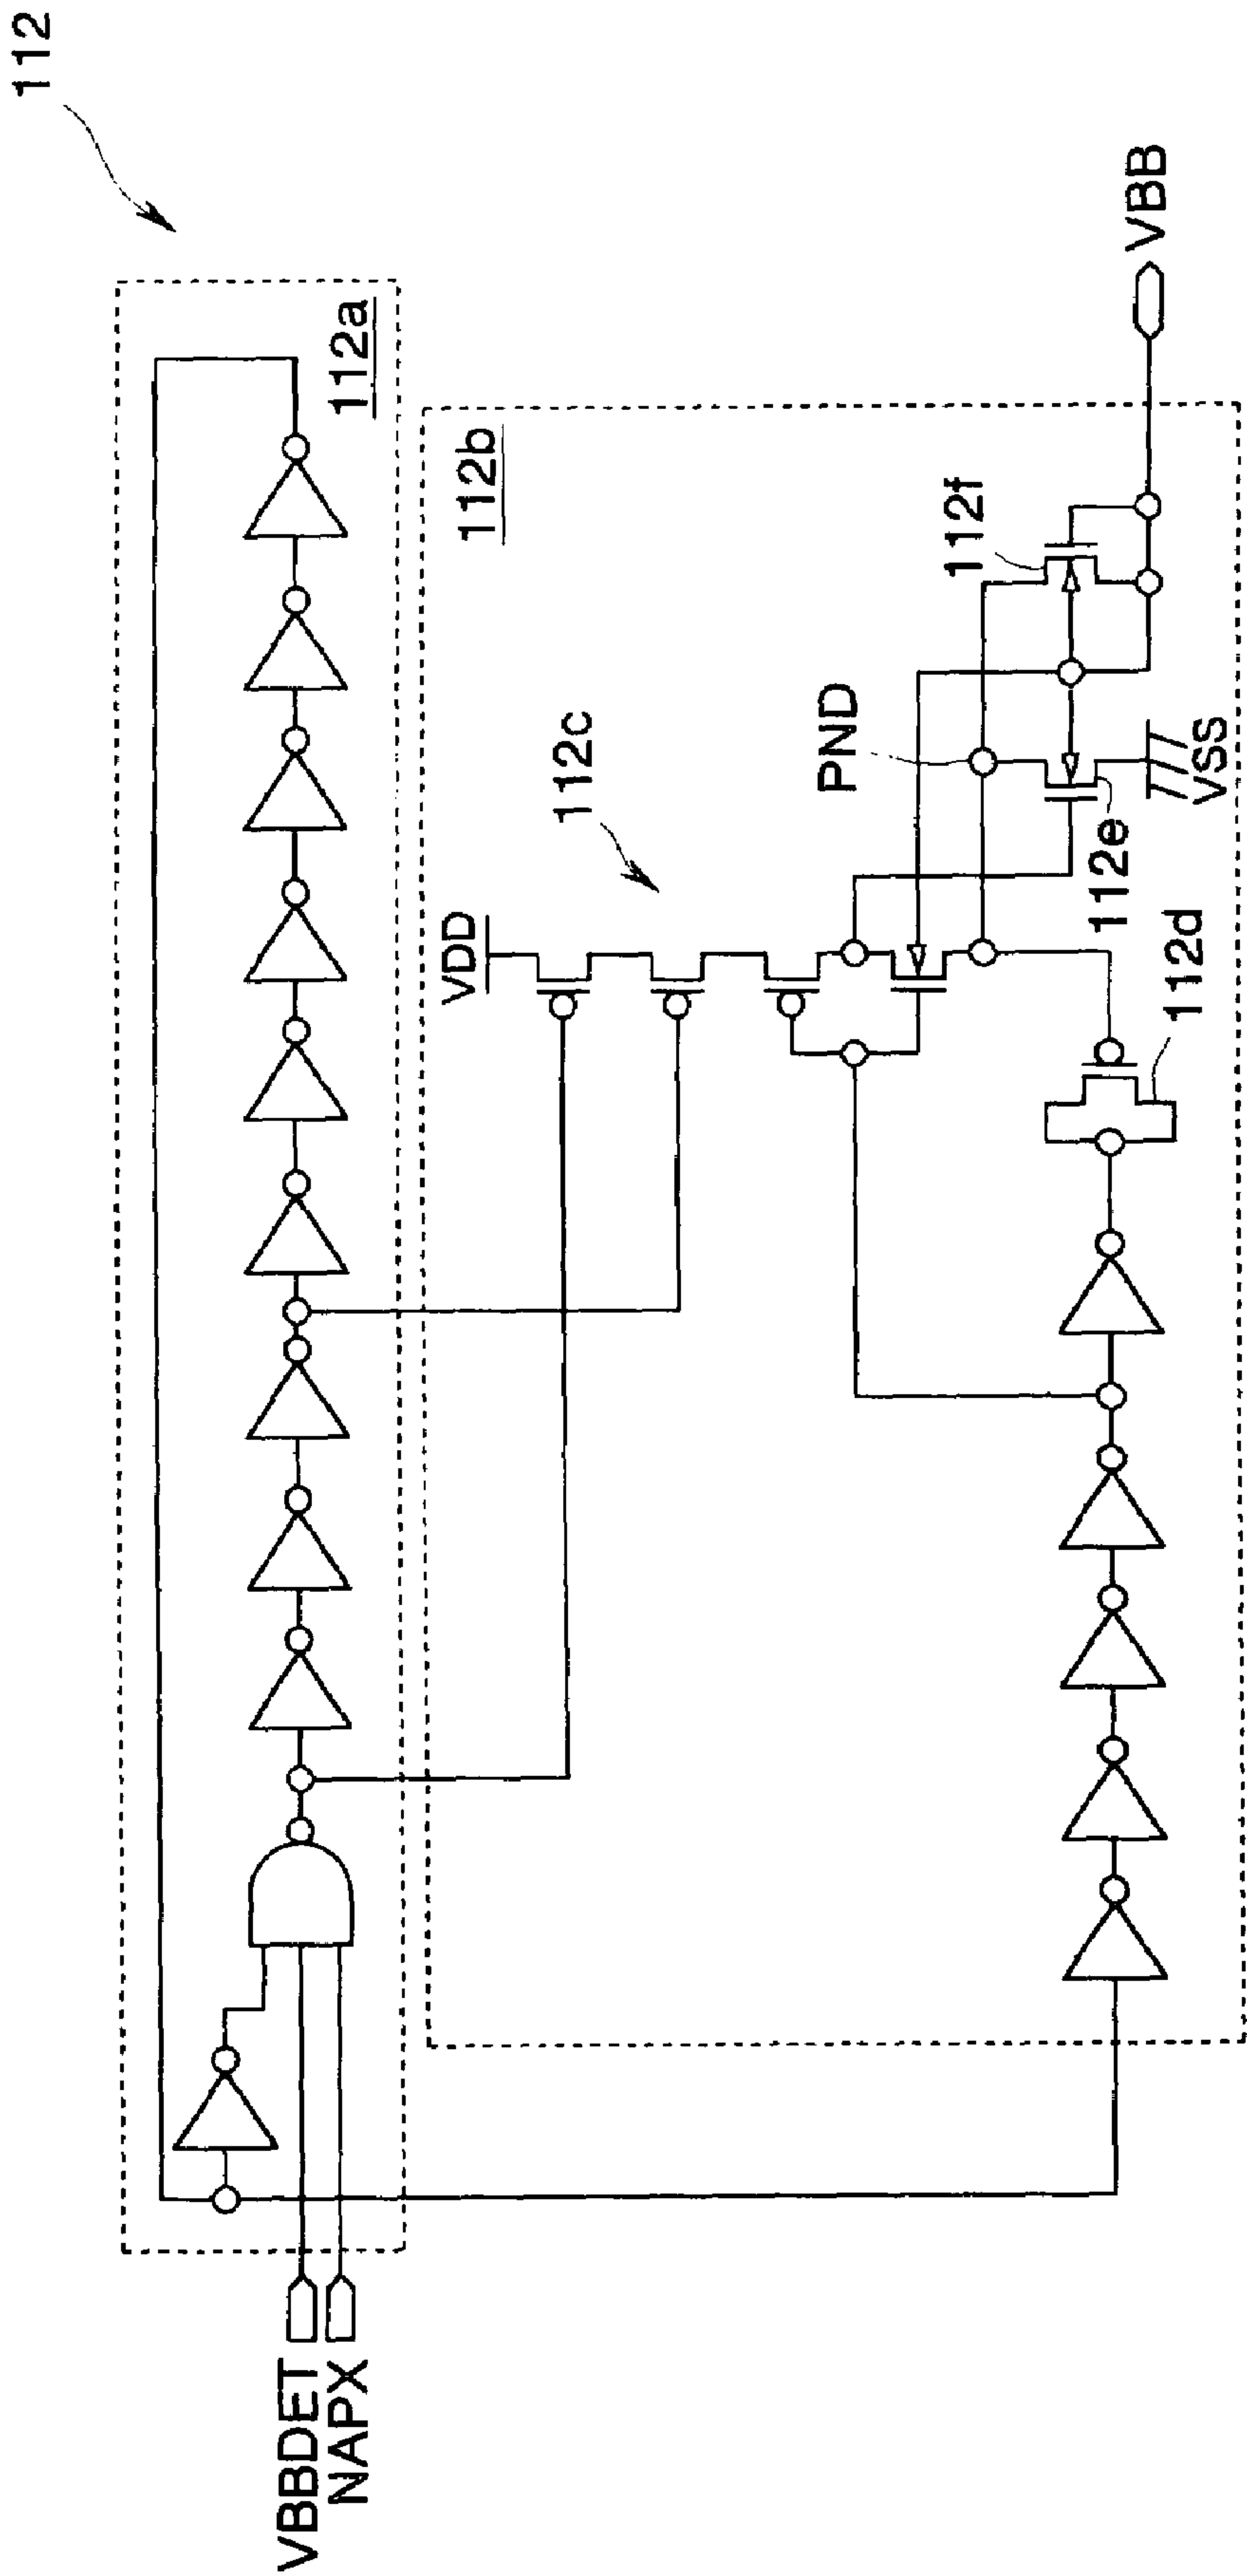 112
112a
112b
VBBDET
NAPX
VDD
112c
PND
112f
VBB
112e
VSS
112d